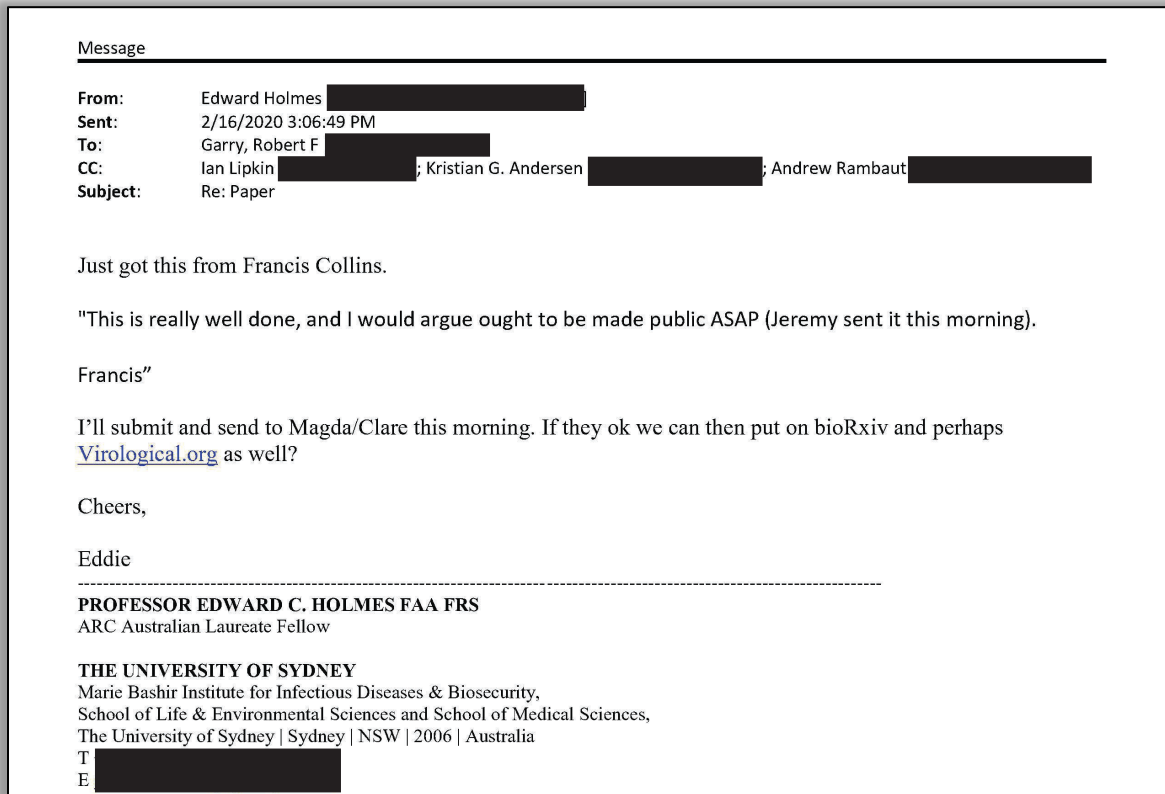 Message
From: Edward Holmes
Sent: 2/16/2020 3:06:49 PM
To: Garry, Robert F
CC: Ian Lipkin ; Kristian G. Andersen ; Andrew Rambaut
Subject: Re: Paper
Just got this from Francis Collins.
"This is really well done, and I would argue ought to be made public ASAP (Jeremy sent it this morning).
Francis”
I’ll submit and send to Magda/Clare this morning. If they ok we can then put on bioRxiv and perhaps
Virological.org as well?
Cheers,
Eddie
--------------------------------------------------------------------------------------------------------------------------------
PROFESSOR EDWARD C. HOLMES FAA FRS
ARC Australian Laureate Fellow
THE UNIVERSITY OF SYDNEY
Marie Bashir Institute for Infectious Diseases & Biosecurity,
School of Life & Environmental Sciences and School of Medical Sciences,
The University of Sydney | Sydney | NSW | 2006 | Australia
T
E